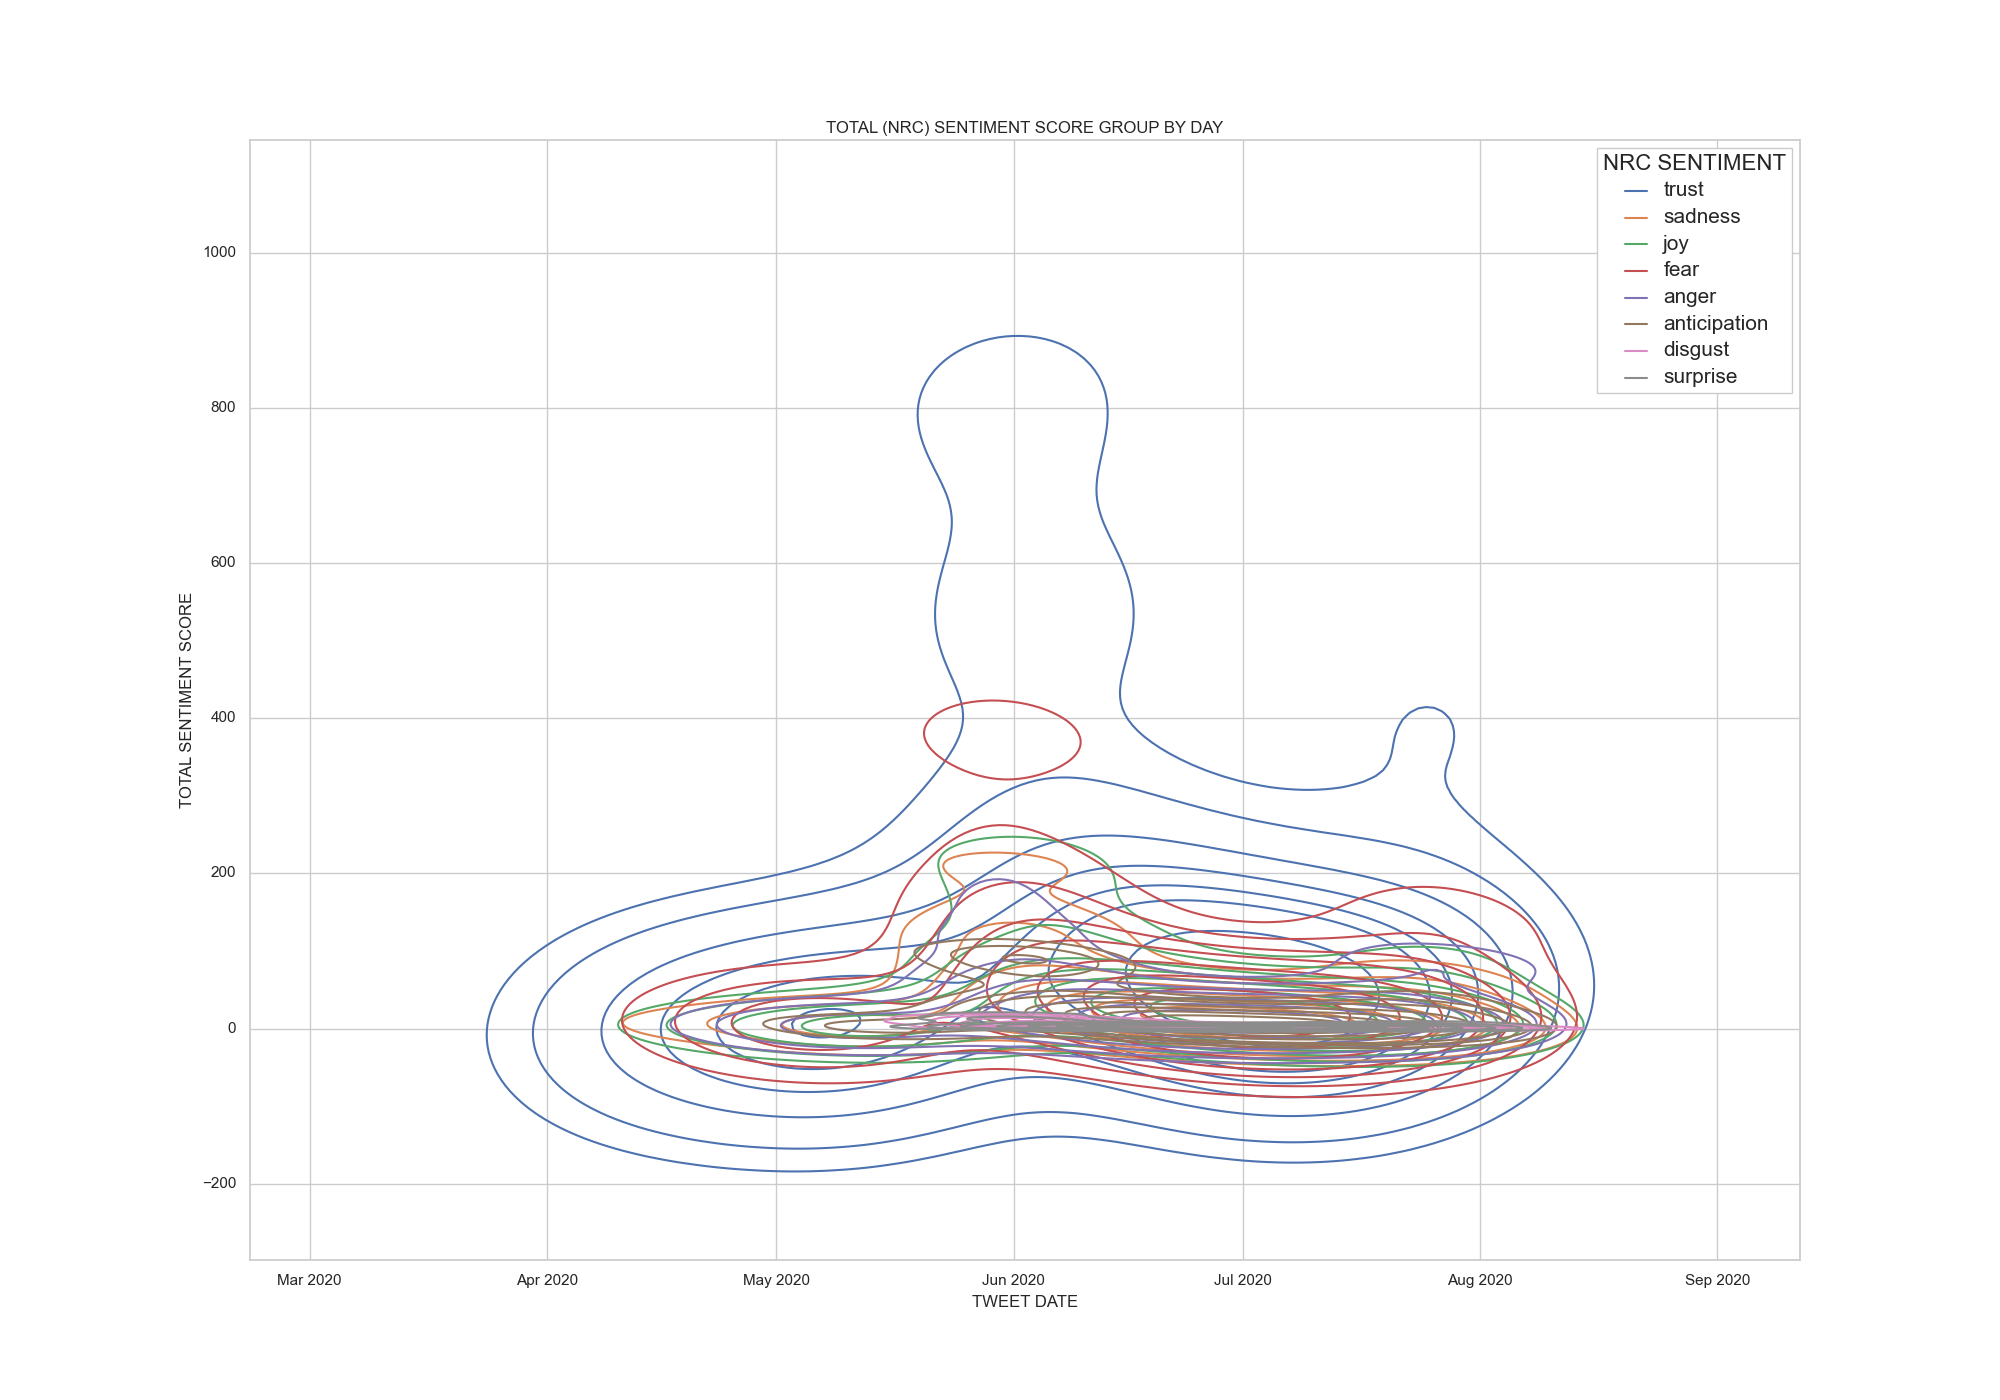 TOTAL (NRC) SENTIMENT SCORE GROUP BY DAY
NRC SENTIMENT
trust
sadness
joy
fear
anger
anticipation
disgust
surprise
TOTAL SENTIMENT SCORE
1000
800
600
400
200
0
−200
Mar 2020 Apr 2020 May 2020 Jun 2020 Jul 2020 Aug 2020 Sep 2020
TWEET DATE